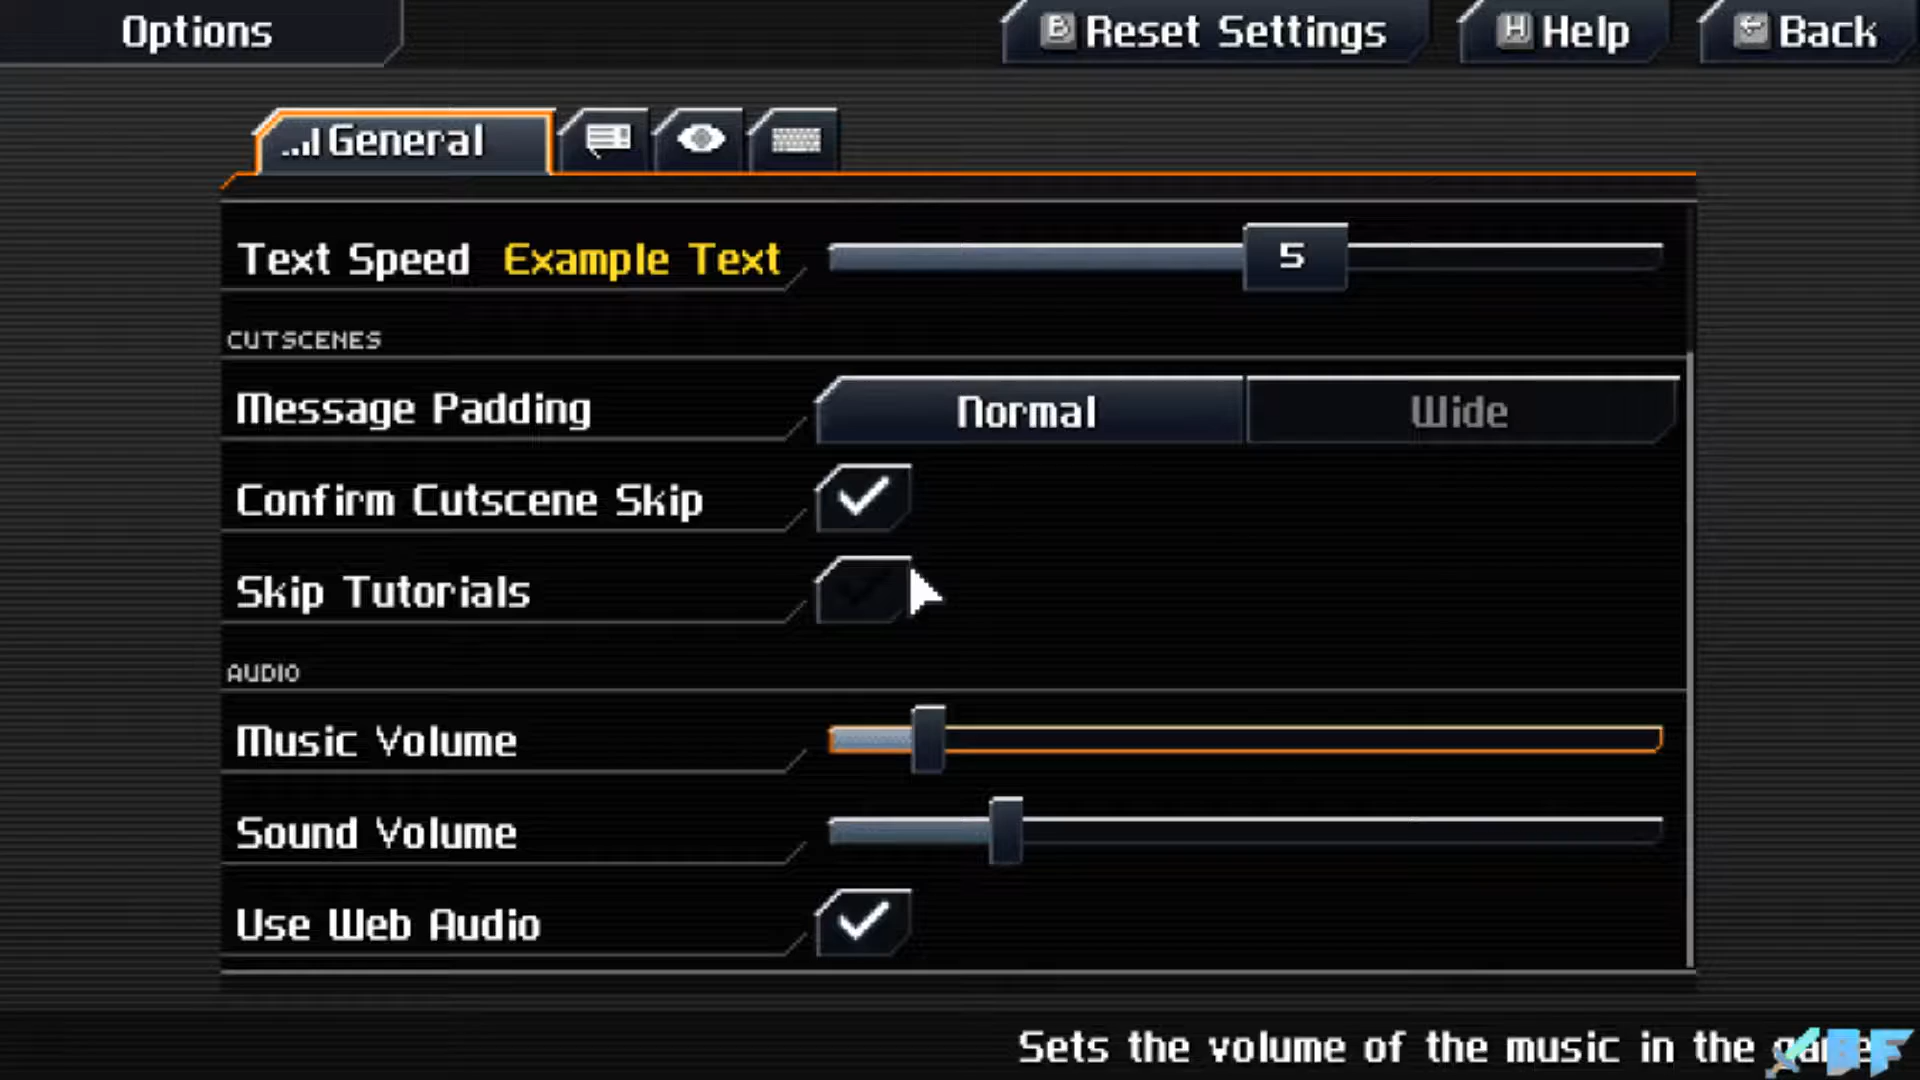 Options
B Reset Settings
H Help
Back
General
Text Speed Example Text 5
CUTSCENES
Message Padding Normal Wide
Confirm Cutscene Skip
Skip Tutorials
AUDIO
Music Volume
Sound Volume
Use Web Audio
Sets the volume of the music in the
BF